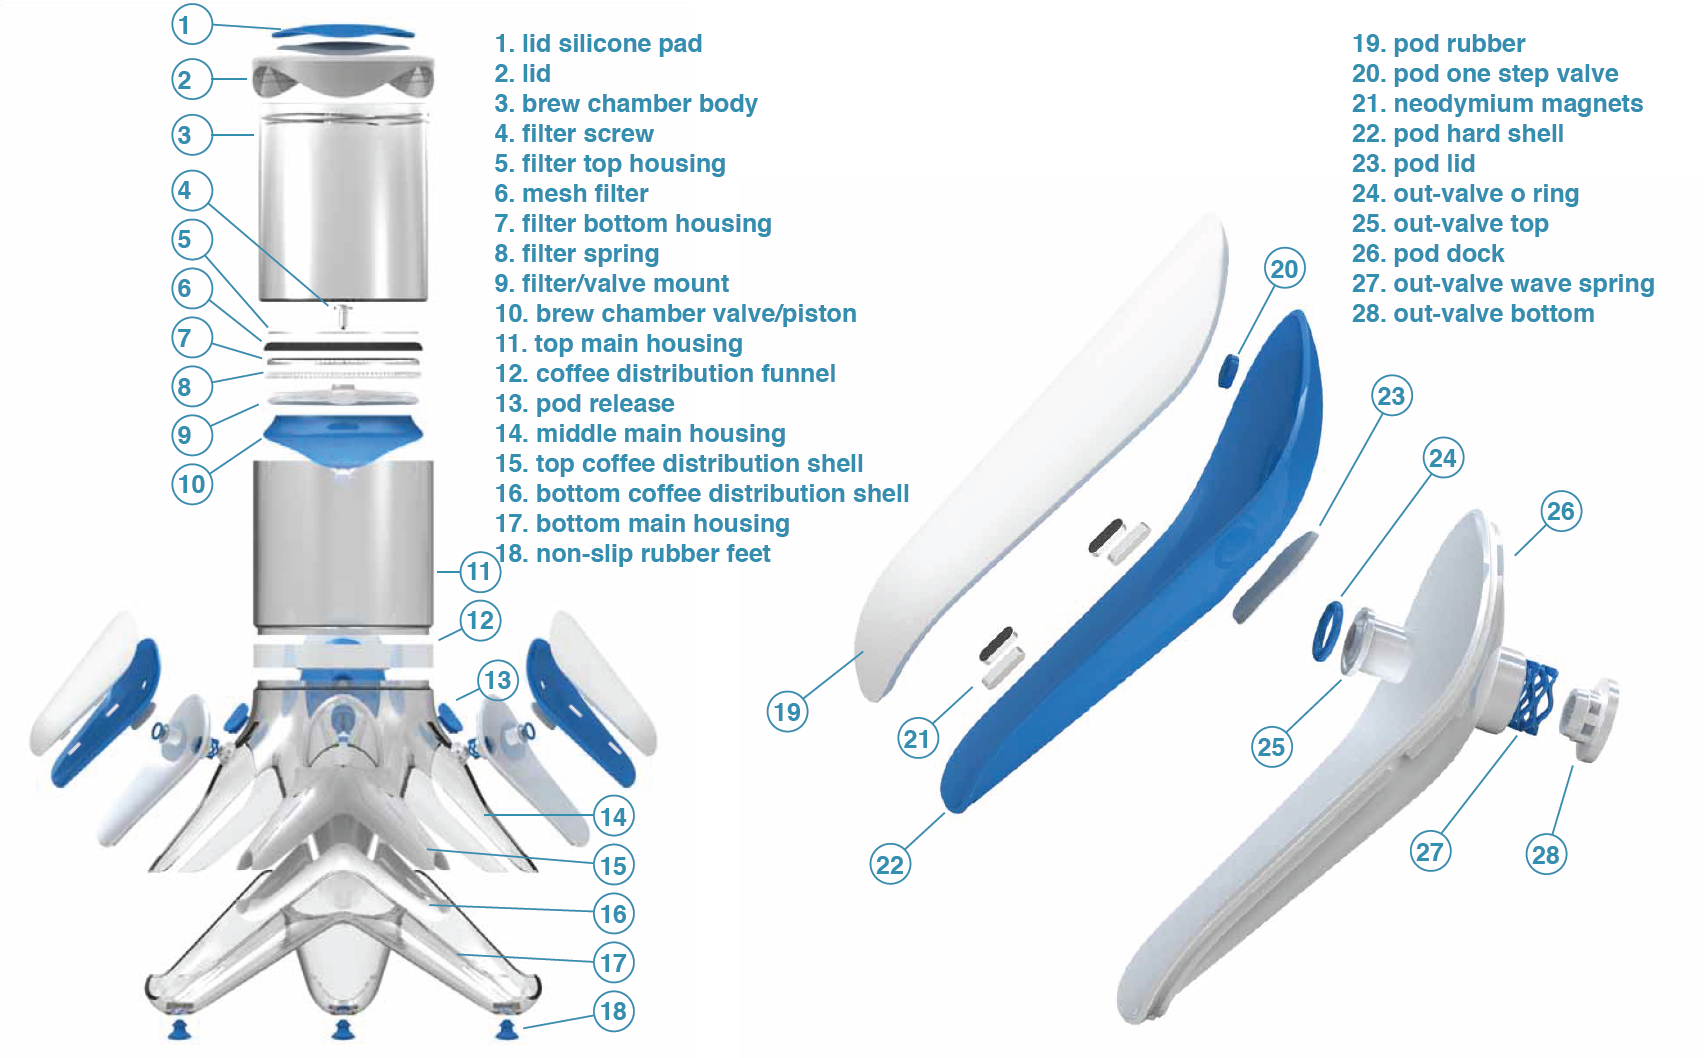 1. lid silicone pad
2. lid
3. brew chamber body
4. filter screw
5. filter top housing
6. mesh filter
7. filter bottom housing
8. filter spring
9. filter/valve mount
10. brew chamber valve/piston
11. top main housing
12. coffee distribution funnel
13. pod release
14. middle main housing
15. top coffee distribution shell
16. bottom coffee distribution shell
17. bottom main housing
18. non-slip rubber feet
19. pod rubber
20. pod one step valve
21. neodymium magnets
22. pod hard shell
23. pod lid
24. out-valve o ring
25. out-valve top
26. pod dock
27. out-valve wave spring
28. out-valve bottom
1
2
3
4
5
6
7
8
9
10
11
12
13
14
15
16
17
18
19
20
21
22
23
24
25
26
27
28